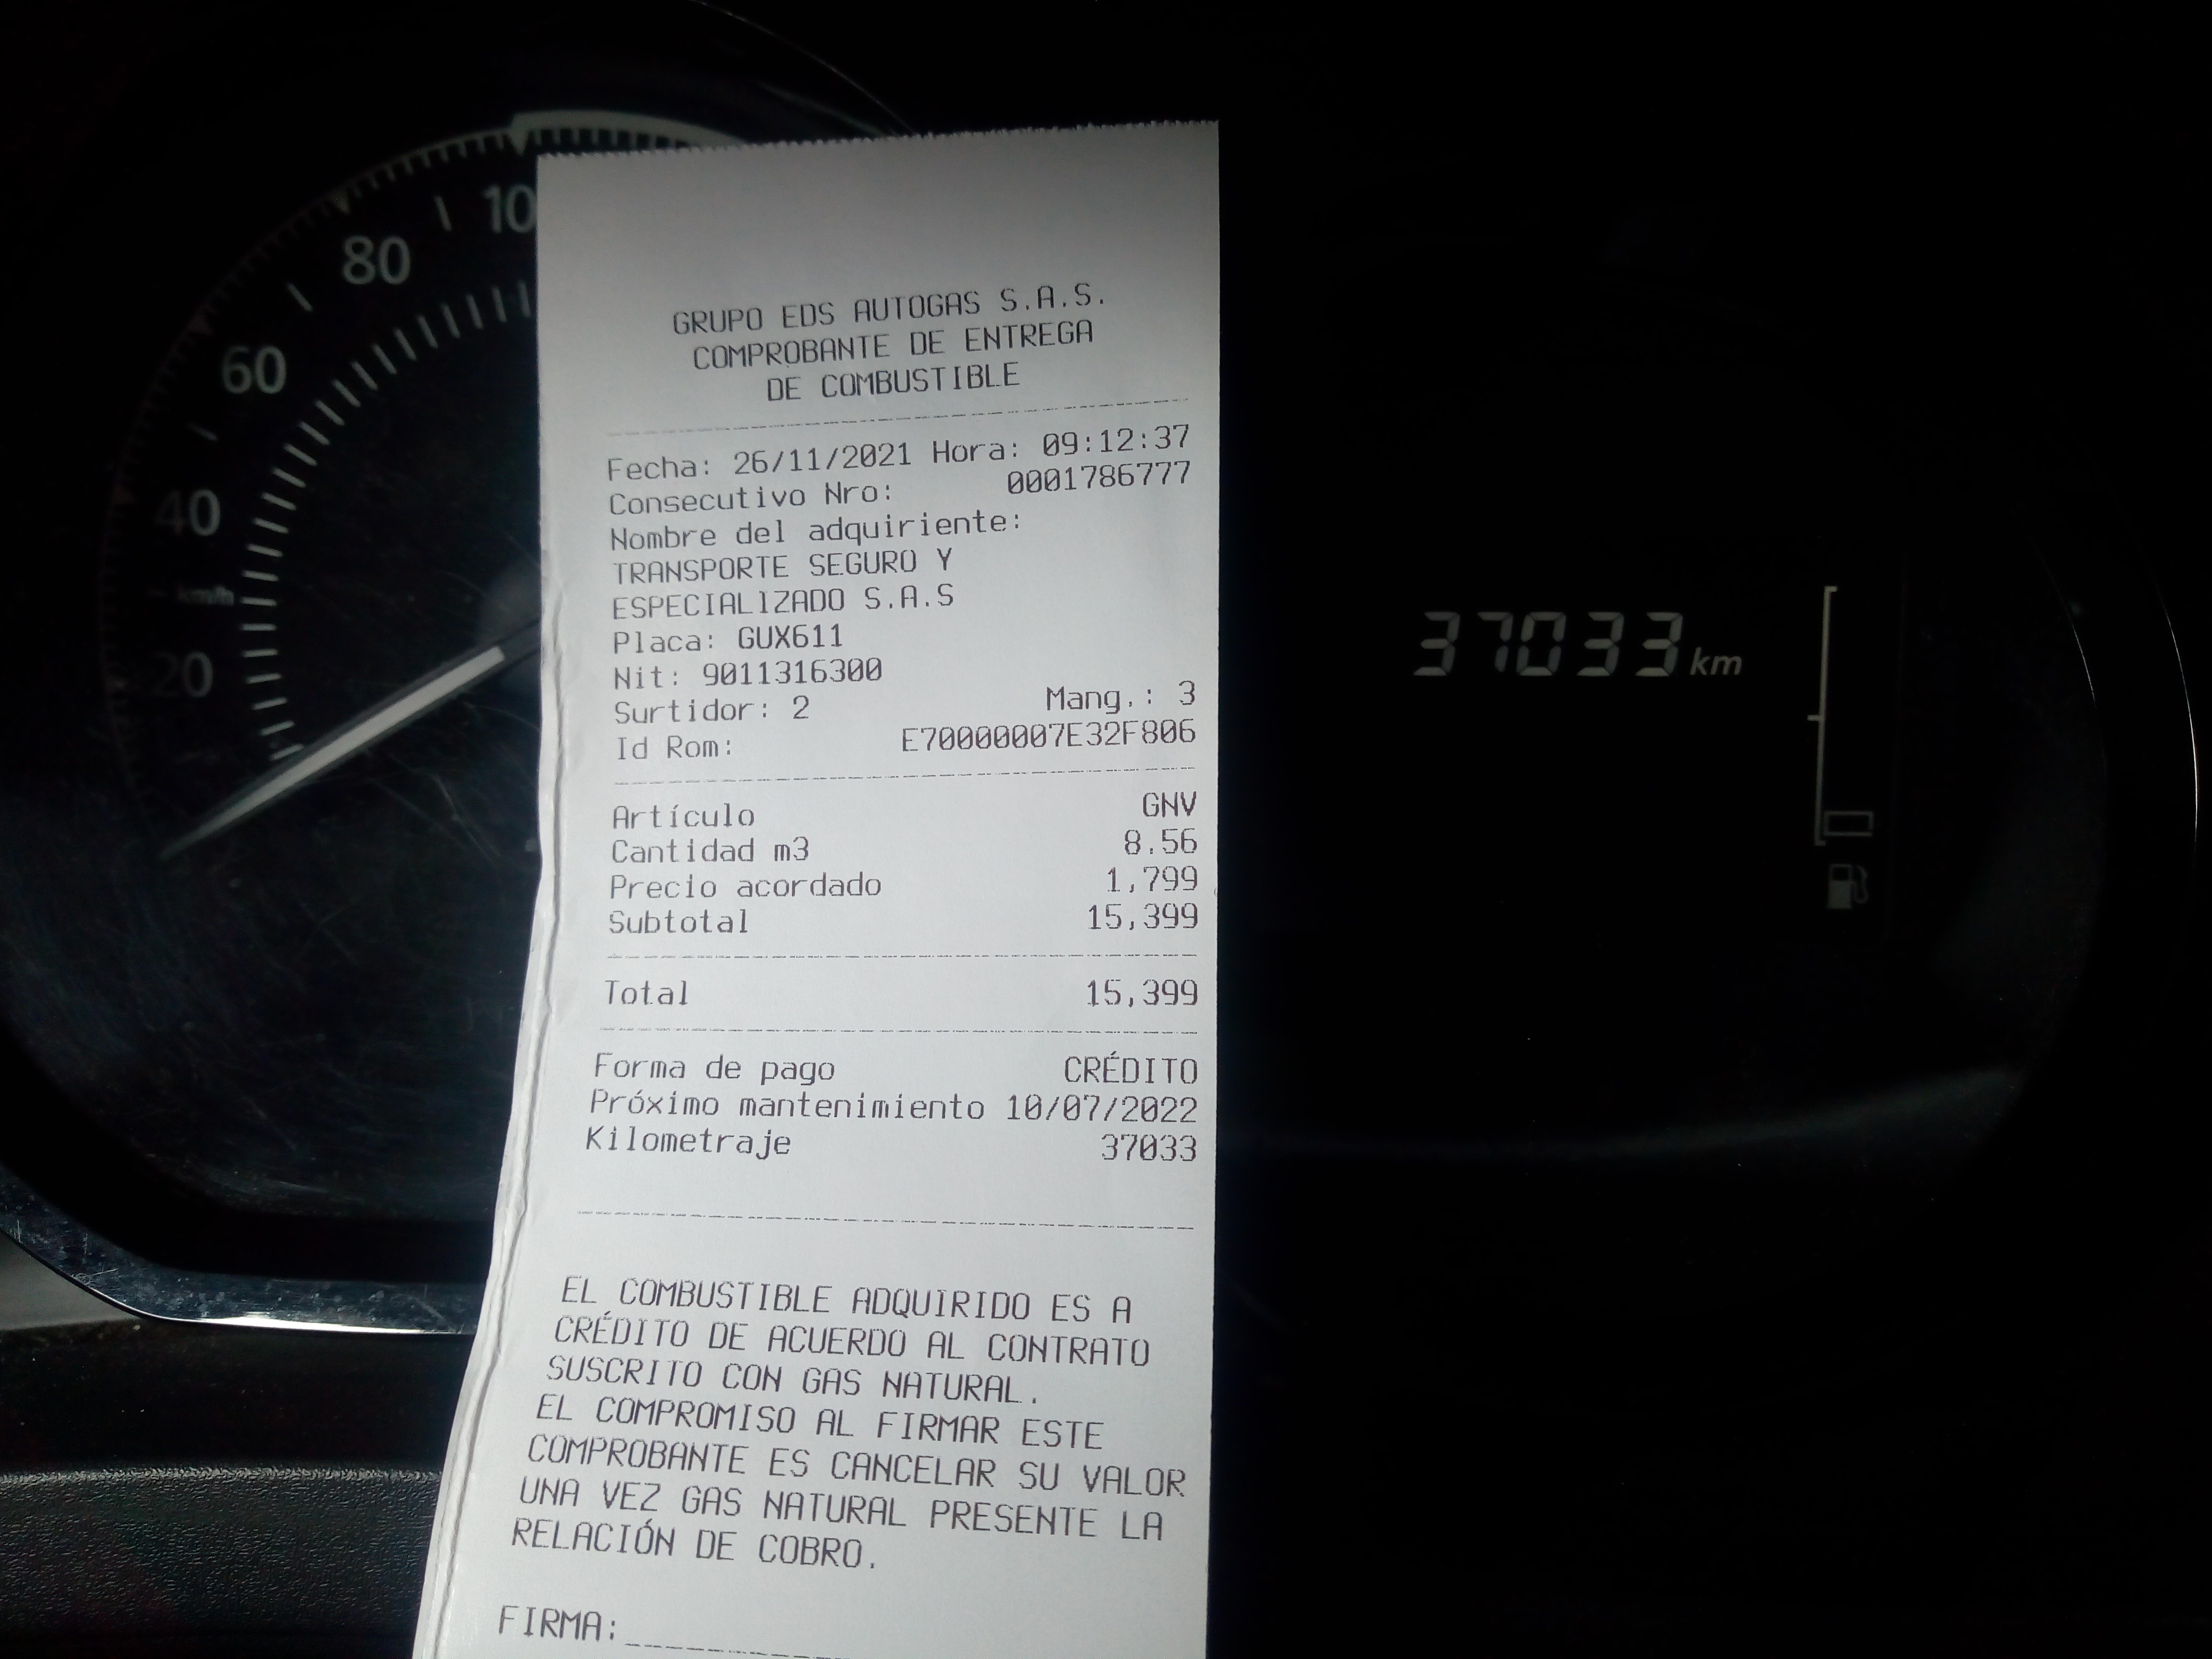 GRUPO EDS AUTOGAS S.A.S.
COMPROBANTE DE ENTREGA
DE COMBUSTIBLE
Fecha: 26/11/2021 Hora: 09:12:37
Consecutivo Nro: 0001786777
Nombre del adquiriente:
TRANSPORTE SEGURO Y
ESPECIALIZADO S.A.S
Placa: GUX611
Nit: 9011316300
Surtidor: 2 Mang.: 3
Id Rom: E70000007E32F806
Artículo GNV
Cantidad m3 8.56
Precio acordado 1,799
Subtotal 15,399
Total 15,399
Forma de pago CRÉDITO
Próximo mantenimiento 10/07/2022
Kilometraje 37033
EL COMBUSTIBLE ADQUIRIDO ES A
CRÉDITO DE ACUERDO AL CONTRATO
SUSCRITO CON GAS NATURAL.
EL COMPROMISO AL FIRMAR ESTE
COMPROBANTE ES CANCELAR SU VALOR
UNA VEZ GAS NATURAL PRESENTE LA
RELACIÓN DE COBRO.
FIRMA:
10
80
60
40
km/h
20
37033 km